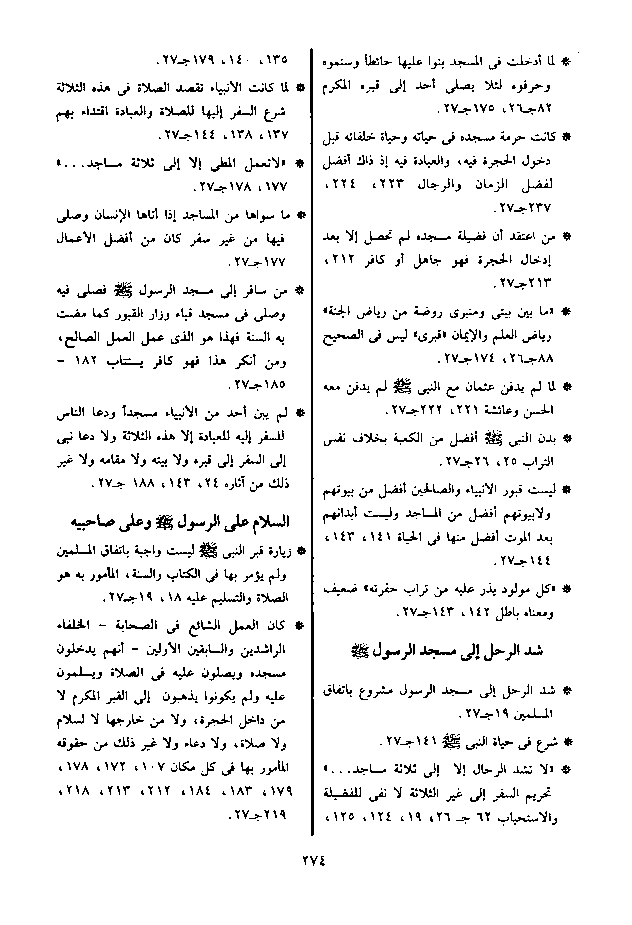 * لما أدخلت فى المسجد بنوا عليها حائطاً وسنموه
وحرفوه لئلا يصلى أحد إلى قبره المكرم
٨٢جـ٢٦، ١٧٥جـ٢٧.
* كانت حرمة مسجده فى حياته وحياة خلفائه قبل
دخول الحجرة فيه، والعبادة فيه إذ ذاك أفضل
لفضل الزمان والرجال ٢٢٣، ٢٢٤،
٢٣٧جـ٢٧.
* من اعتقد أن فضيلة مسجده لم تحصل إلا بعد
إدخال الحجرة فهو جاهل أو كافر ٢١٢،
٢١٣جـ٢٧.
* «ما بين بيتى ومنبرى روضة من رياض الجنة»
رياض العلم والإيمان «قبرى» ليس فى الصحيح
٨٨جـ٢٦، ١٧٤جـ٢٧.
* لما لم يدفن عثمان مع النبى ﷺ لم يدفن معه
الحسن وعائشة ٢٢١، ٢٢٢جـ٢٧.
* بدن النبى ﷺ أفضل من الكعبة بخلاف نفس
التراب ٢٥، ٢٦جـ٢٧.
* ليست قبور الأنبياء والصالحين أفضل من بيوتهم
ولابيوتهم أفضل من المساجد وليست أبدانهم
بعد الموت أفضل منها فى الحياة ١٤١، ١٤٣،
١٤٤جـ٢٧.
* «كل مولود يذر عليه من تراب حفرته» ضعيف
ومعناه باطل ١٤٢، ١٤٣جـ٢٧.
شد الرحل إلى مسجد الرسول ﷺ
* شد الرحل إلى مسجد الرسول مشروع باتفاق
المسلمين ١٩جـ٢٧.
* شرع فى حياة النبى ﷺ ١٤١جـ٢٧.
* «لا تشد الرحال إلا إلى ثلاثة مساجد...»
تحريم السفر إلى غير الثلاثة لا نفى للفضيلة
والاستحباب ٦٢ جـ ٢٦، ١٩، ١٢٤، ١٢٥،
١٣٥، ١٤٠، ١٧٩جـ٢٧.
* لما كانت الأنبياء تقصد الصلاة فى هذه الثلاثة
شرع السفر إليها للصلاة والعبادة اقتداء بهم
١٣٧، ١٣٨، ١٤٤جـ٢٧.
* «لاتعمل المطى إلا إلى ثلاثة مساجد...»
١٧٧، ١٧٨جـ٢٧.
* ما سواها من المساجد إذا أتاها الإنسان وصلى
فيها من غير سفر كان من أفضل الأعمال
١٧٧جـ٢٧.
* من سافر إلى مسجد الرسول ﷺ فصلى فيه
وصلى فى مسجد قباء وزار القبور كما مضت
به السنة فهذا هو الذى عمل العمل الصالح،
ومن أنكر هذا فهو كافر يستتاب ١٨٢ -
١٨٥جـ٢٧.
* لم يبن أحد من الأنبياء مسجداً ودعا الناس
للسفر إليه للعبادة إلا هذه الثلاثة ولا دعا نبى
إلى السفر إلى قبره ولا بيته ولا مقامه ولا غير
ذلك من آثاره ٢٤، ١٤٣، ١٨٨ جـ٢٧.
السلام على الرسول ﷺ وعلى صاحبيه
* زيارة قبر النبى ﷺ ليست واجبة باتفاق المسلمين
ولم يؤمر بها فى الكتاب والسنة، المأمور به هو
الصلاة والتسليم عليه ١٨، ١٩جـ٢٧.
* كان العمل الشائع فى الصحابة - الخلفاء
الراشدين والسابقين الأولين - أنهم يدخلون
مسجده ويصلون عليه فى الصلاة ويسلمون
عليه ولم يكونوا يذهبون إلى القبر المكرم لا
من داخل الحجرة، ولا من خارجها لا لسلام
ولا صلاة، ولا دعاء ولا غير ذلك من حقوقه
المأمور بها فى كل مكان ١٠٧، ١٧٢، ١٧٨،
١٧٩، ١٨٣، ١٨٤، ٢١٢، ٢١٣، ٢١٨،
٢١٩جـ٢٧.
٢٧٤